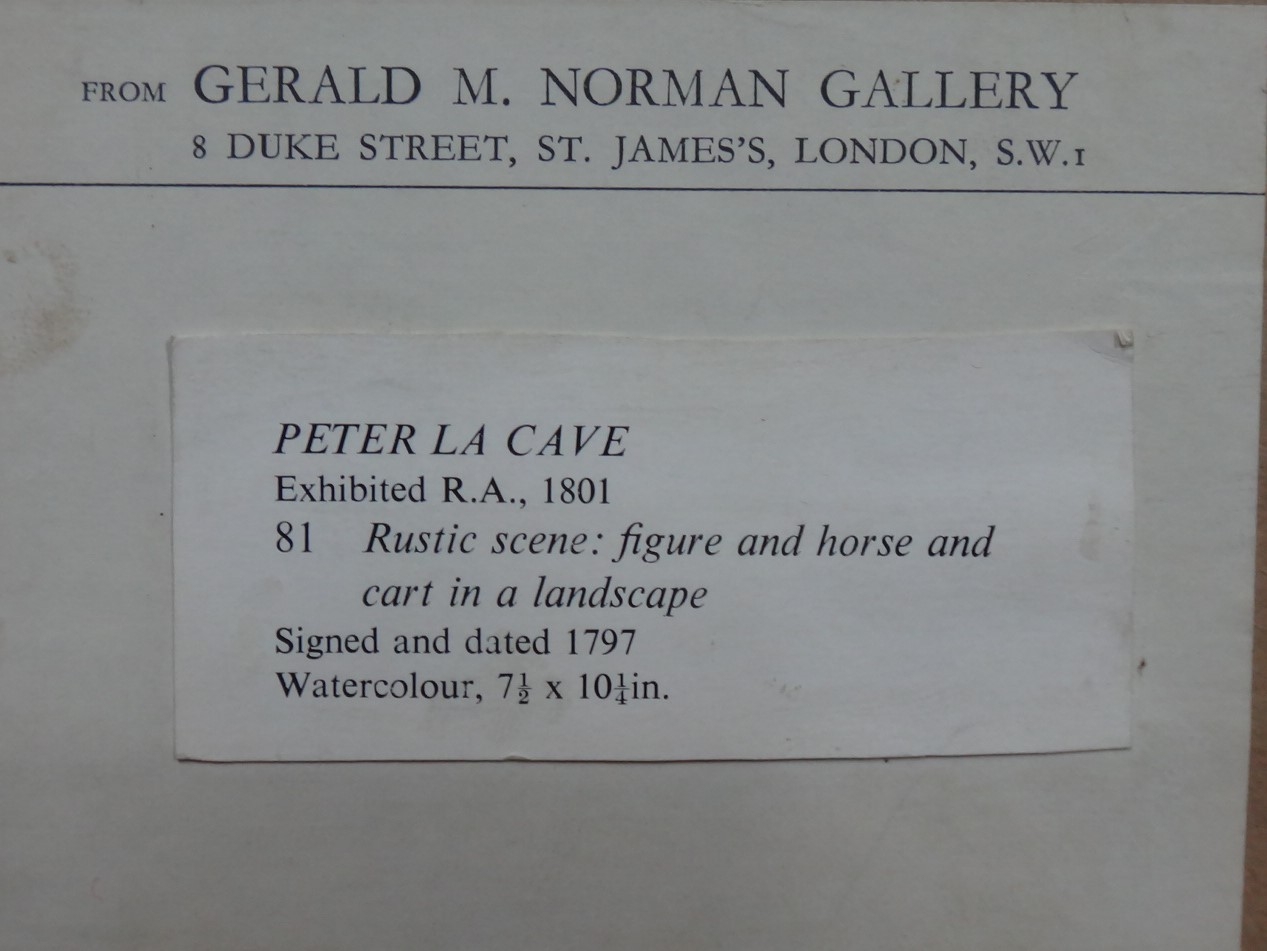 FROM GERALD M. NORMAN GALLERY
8 DUKE STREET, ST. JAMES'S, LONDON, S.W.1
PETER LA CAVE
Exhibited R.A., 1801
81 Rustic scene: figure and horse and
cart in a landscape
Signed and dated 1797
Watercolour, 7½ x 10¼in.